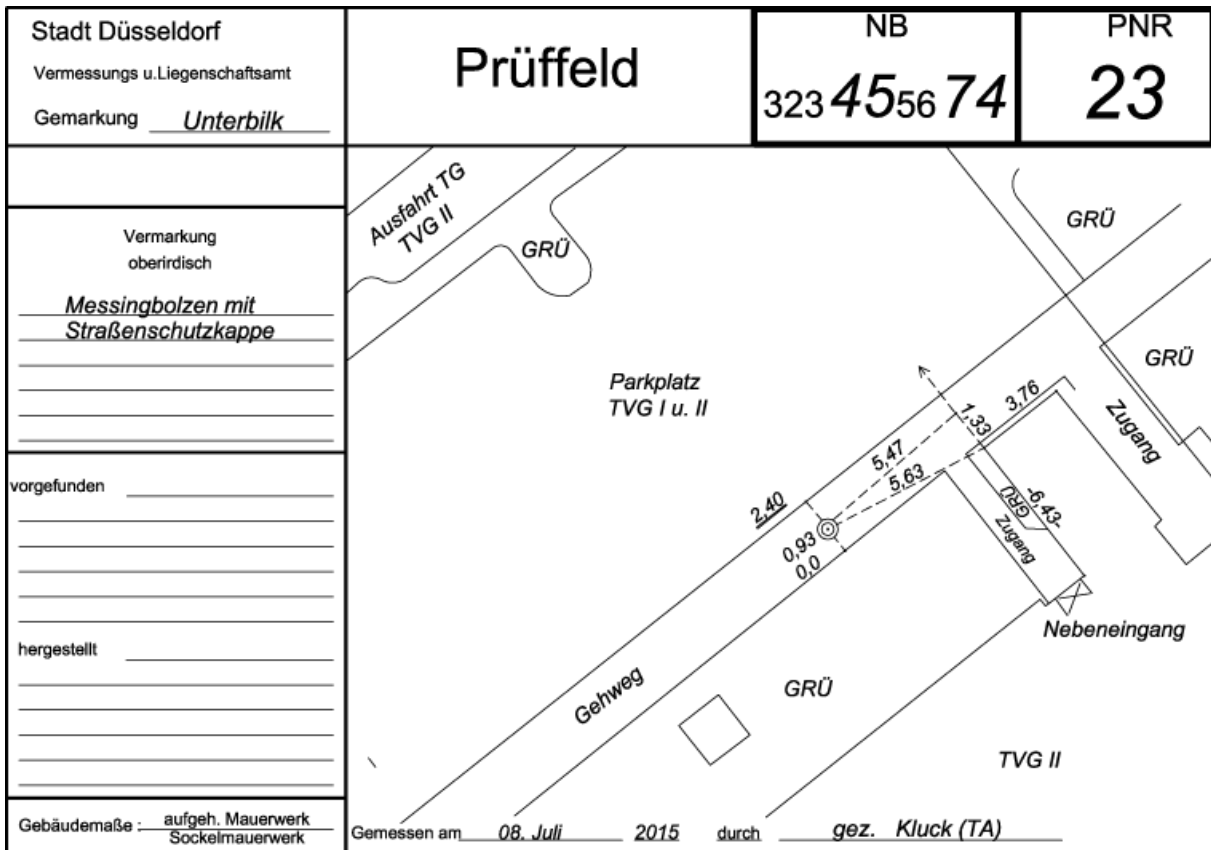 Stadt Düsseldorf
Vermessungs u.Liegenschaftsamt
Gemarkung Unterbilk
Prüffeld
NB
323 45 56 74
PNR
23
Vermarkung
oberirdisch
Messingbolzen mit
Straßenschutzkappe
vorgefunden
hergestellt
Gebäudemaße : aufgeh. Mauerwerk
Sockelmauerwerk
Ausfahrt TG
TVG II
GRÜ
GRÜ
GRÜ
Parkplatz
TVG I u. II
Zugang
3,76
1,33
5,47
5,63
2,40
0,93
0,0
-6,43-
GRÜ
Zugang
Nebeneingang
Gehweg
GRÜ
TVG II
Gemessen am 08. Juli 2015 durch gez. Kluck (TA)